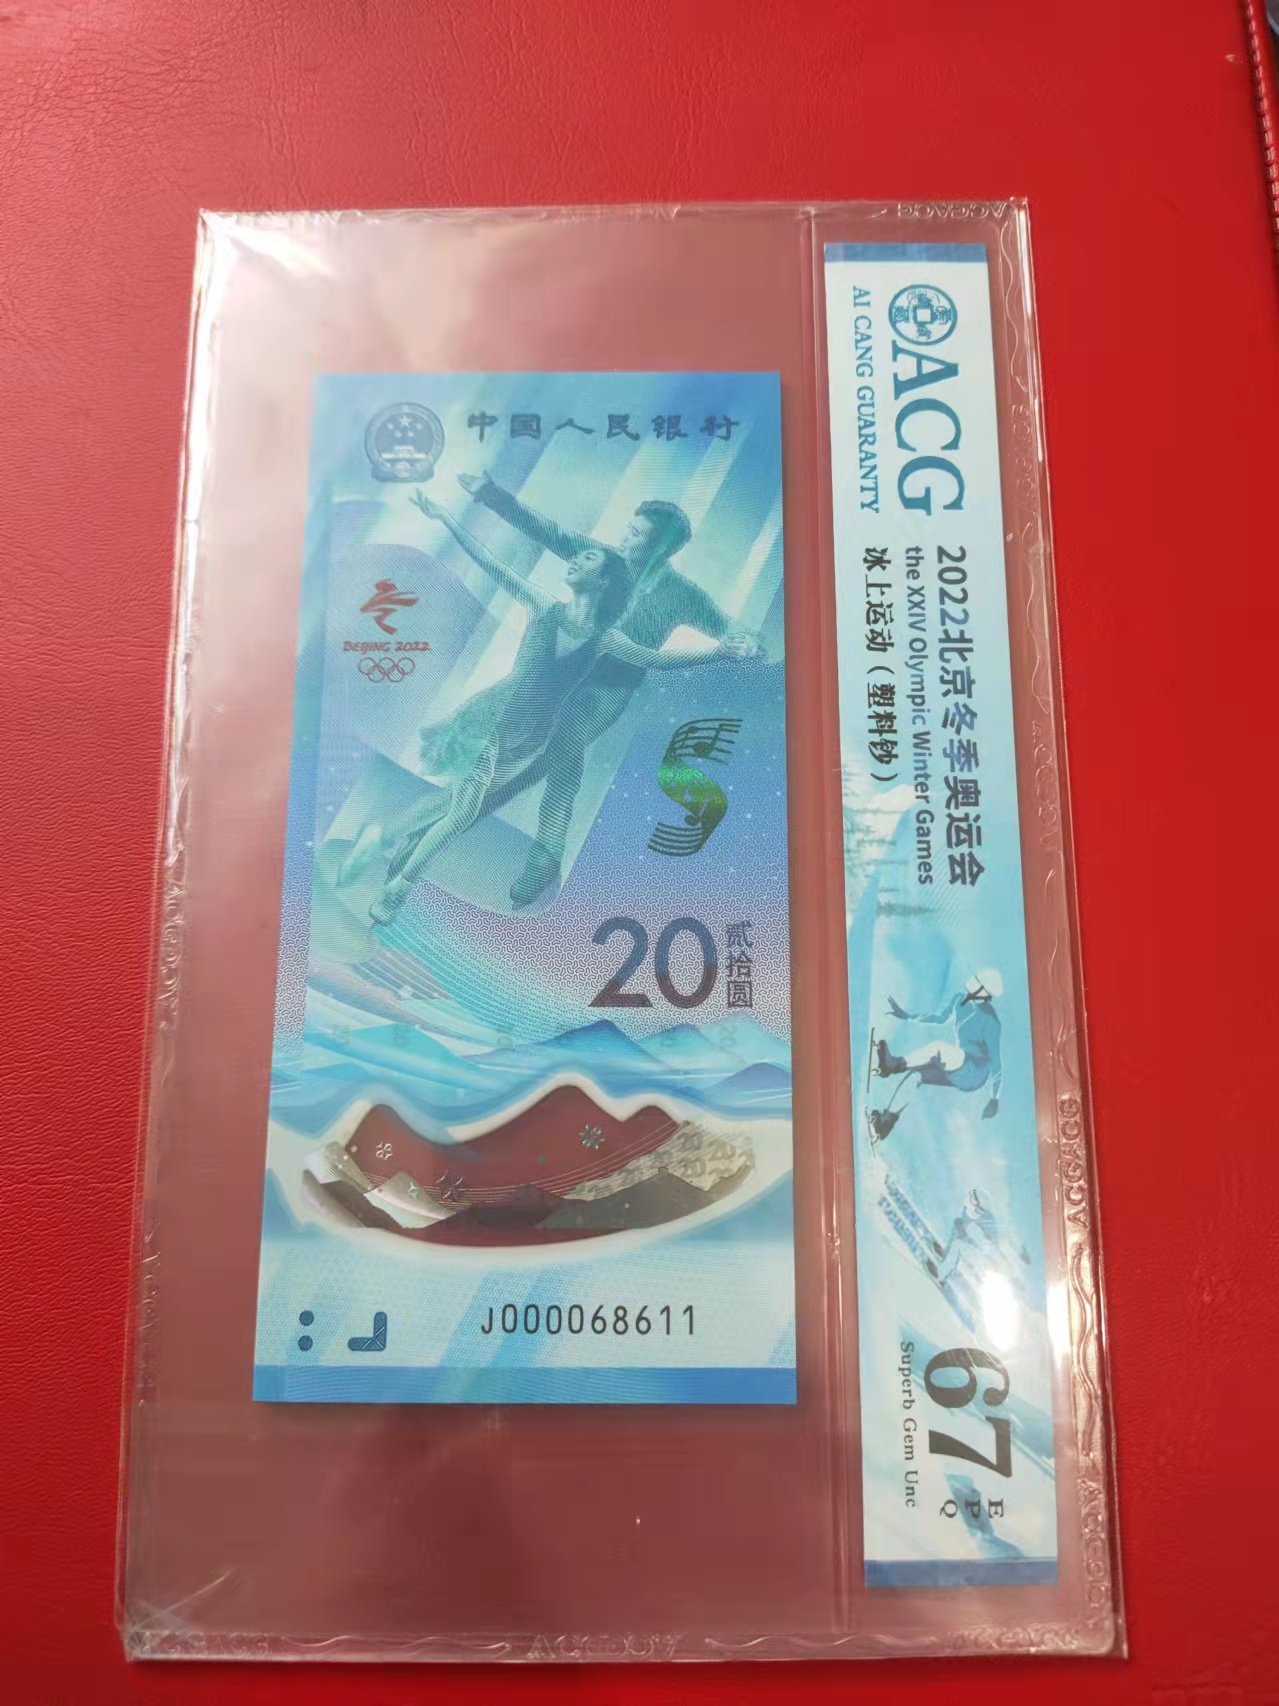 中国人民银行
BEIJING 2022
20
贰拾圆
J000068611
ACG
AI CANG GUARANTY
2022北京冬季奥运会
the XXIV Olympic Winter Games
冰上运动(塑料钞)
67
E
P
Q
Superb Gem Unc